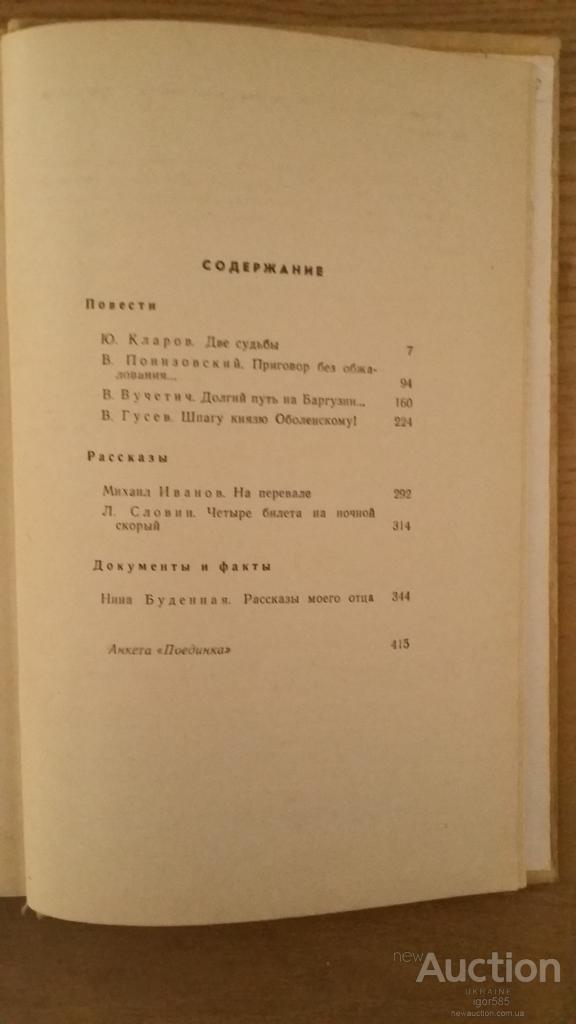 СОДЕРЖАНИЕ
Повести
Ю. Кларов. Две судьбы 7
В. Понизовский. Приговор без обжа-
лования... 94
В. Вучетич. Долгий путь на Баргузин... 160
В. Гусев. Шпагу князю Оболенскому! 224
Рассказы
Михаил Иванов. На перевале 292
Л. Словин. Четыре билета на ночной
скорый 314
Документы и факты
Нина Буденная. Рассказы моего отца 344
Анкета «Поединка» 415
newAuction
UKRAINE
igor585
newauction.com.ua